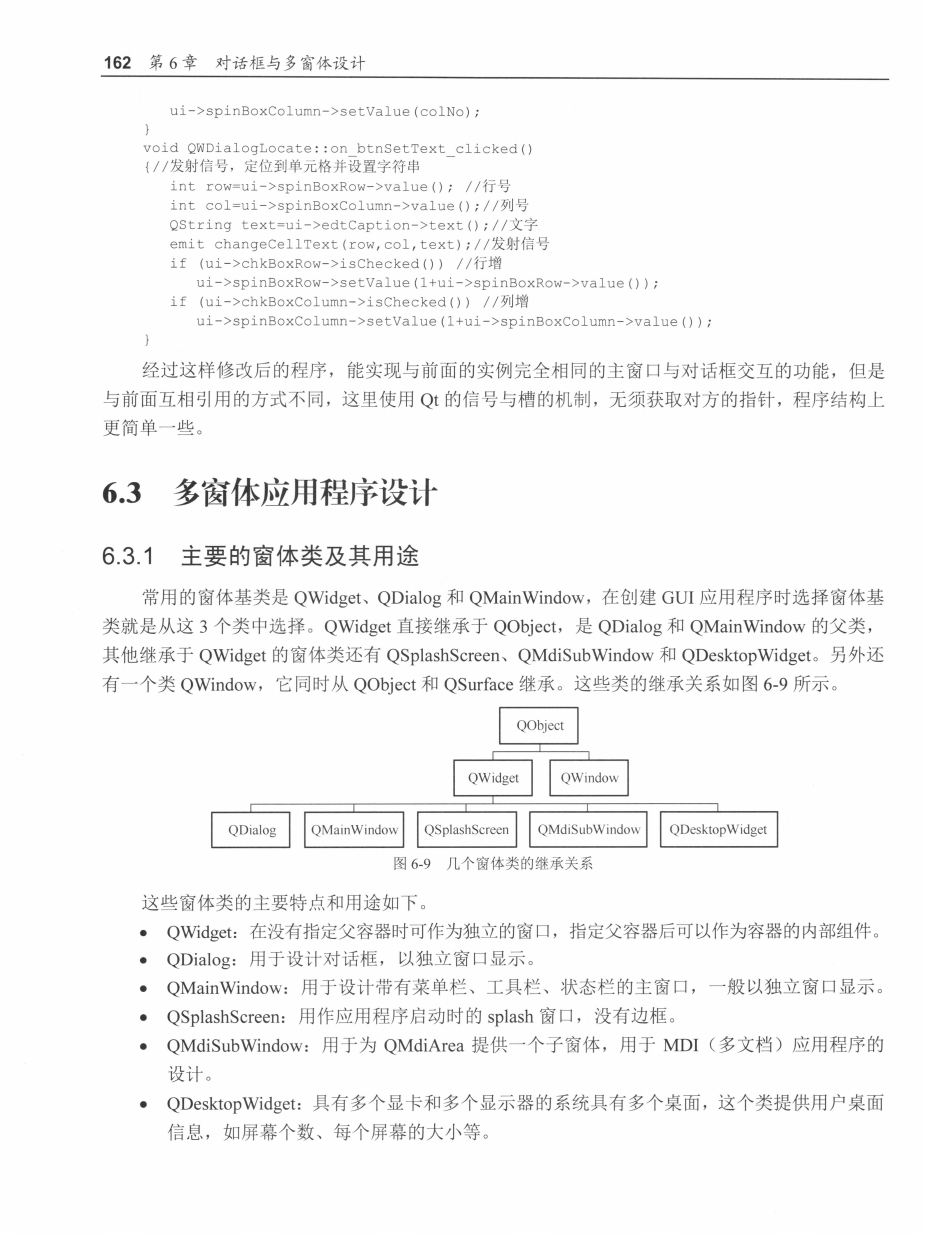 162 第 6 章 对话框与多窗体设计
ui->spinBoxColumn->setValue(colNo);
}
void QWDialogLocate::on_btnSetText_clicked()
{//发射信号，定位到单元格并设置字符串
int row=ui->spinBoxRow->value(); //行号
int col=ui->spinBoxColumn->value();//列号
QString text=ui->edtCaption->text();//文字
emit changeCellText(row,col,text);//发射信号
if (ui->chkBoxRow->isChecked()) //行增
ui->spinBoxRow->setValue(1+ui->spinBoxRow->value());
if (ui->chkBoxColumn->isChecked()) //列增
ui->spinBoxColumn->setValue(1+ui->spinBoxColumn->value());
}
经过这样修改后的程序，能实现与前面的实例完全相同的主窗口与对话框交互的功能，但是
与前面互相引用的方式不同，这里使用 Qt 的信号与槽的机制，无须获取对方的指针，程序结构上
更简单一些。
6.3 多窗体应用程序设计
6.3.1 主要的窗体类及其用途
常用的窗体基类是 QWidget、QDialog 和 QMainWindow，在创建 GUI 应用程序时选择窗体基
类就是从这 3 个类中选择。QWidget 直接继承于 QObject，是 QDialog 和 QMainWindow 的父类，
其他继承于 QWidget 的窗体类还有 QSplashScreen、QMdiSubWindow 和 QDesktopWidget。另外还
有一个类 QWindow，它同时从 QObject 和 QSurface 继承。这些类的继承关系如图 6-9 所示。
QObject
QWidget QWindow
QDialog QMainWindow QSplashScreen QMdiSubWindow QDesktopWidget
图 6-9 几个窗体类的继承关系
这些窗体类的主要特点和用途如下。
• QWidget：在没有指定父容器时可作为独立的窗口，指定父容器后可以作为容器的内部组件。
• QDialog：用于设计对话框，以独立窗口显示。
• QMainWindow：用于设计带有菜单栏、工具栏、状态栏的主窗口，一般以独立窗口显示。
• QSplashScreen：用作应用程序启动时的 splash 窗口，没有边框。
• QMdiSubWindow：用于为 QMdiArea 提供一个子窗体，用于 MDI（多文档）应用程序的
设计。
• QDesktopWidget：具有多个显卡和多个显示器的系统具有多个桌面，这个类提供用户桌面
信息，如屏幕个数、每个屏幕的大小等。